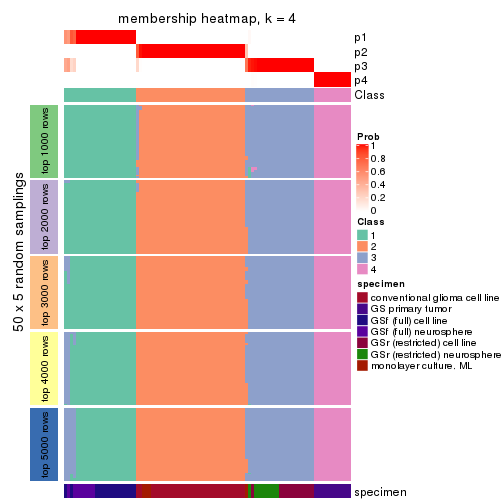 membership heatmap, k = 4
p1
p2
p3
p4
Class
50 x 5 random samplings
top 1000 rows
top 2000 rows
top 3000 rows
top 4000 rows
top 5000 rows
Prob
1
0.8
0.6
0.4
0.2
0
Class
1
2
3
4
specimen
conventional glioma cell line
GS primary tumor
GSf (full) cell line
GSf (full) neurosphere
GSr (restricted) cell line
GSr (restricted) neurosphere
monolayer culture, ML
specimen